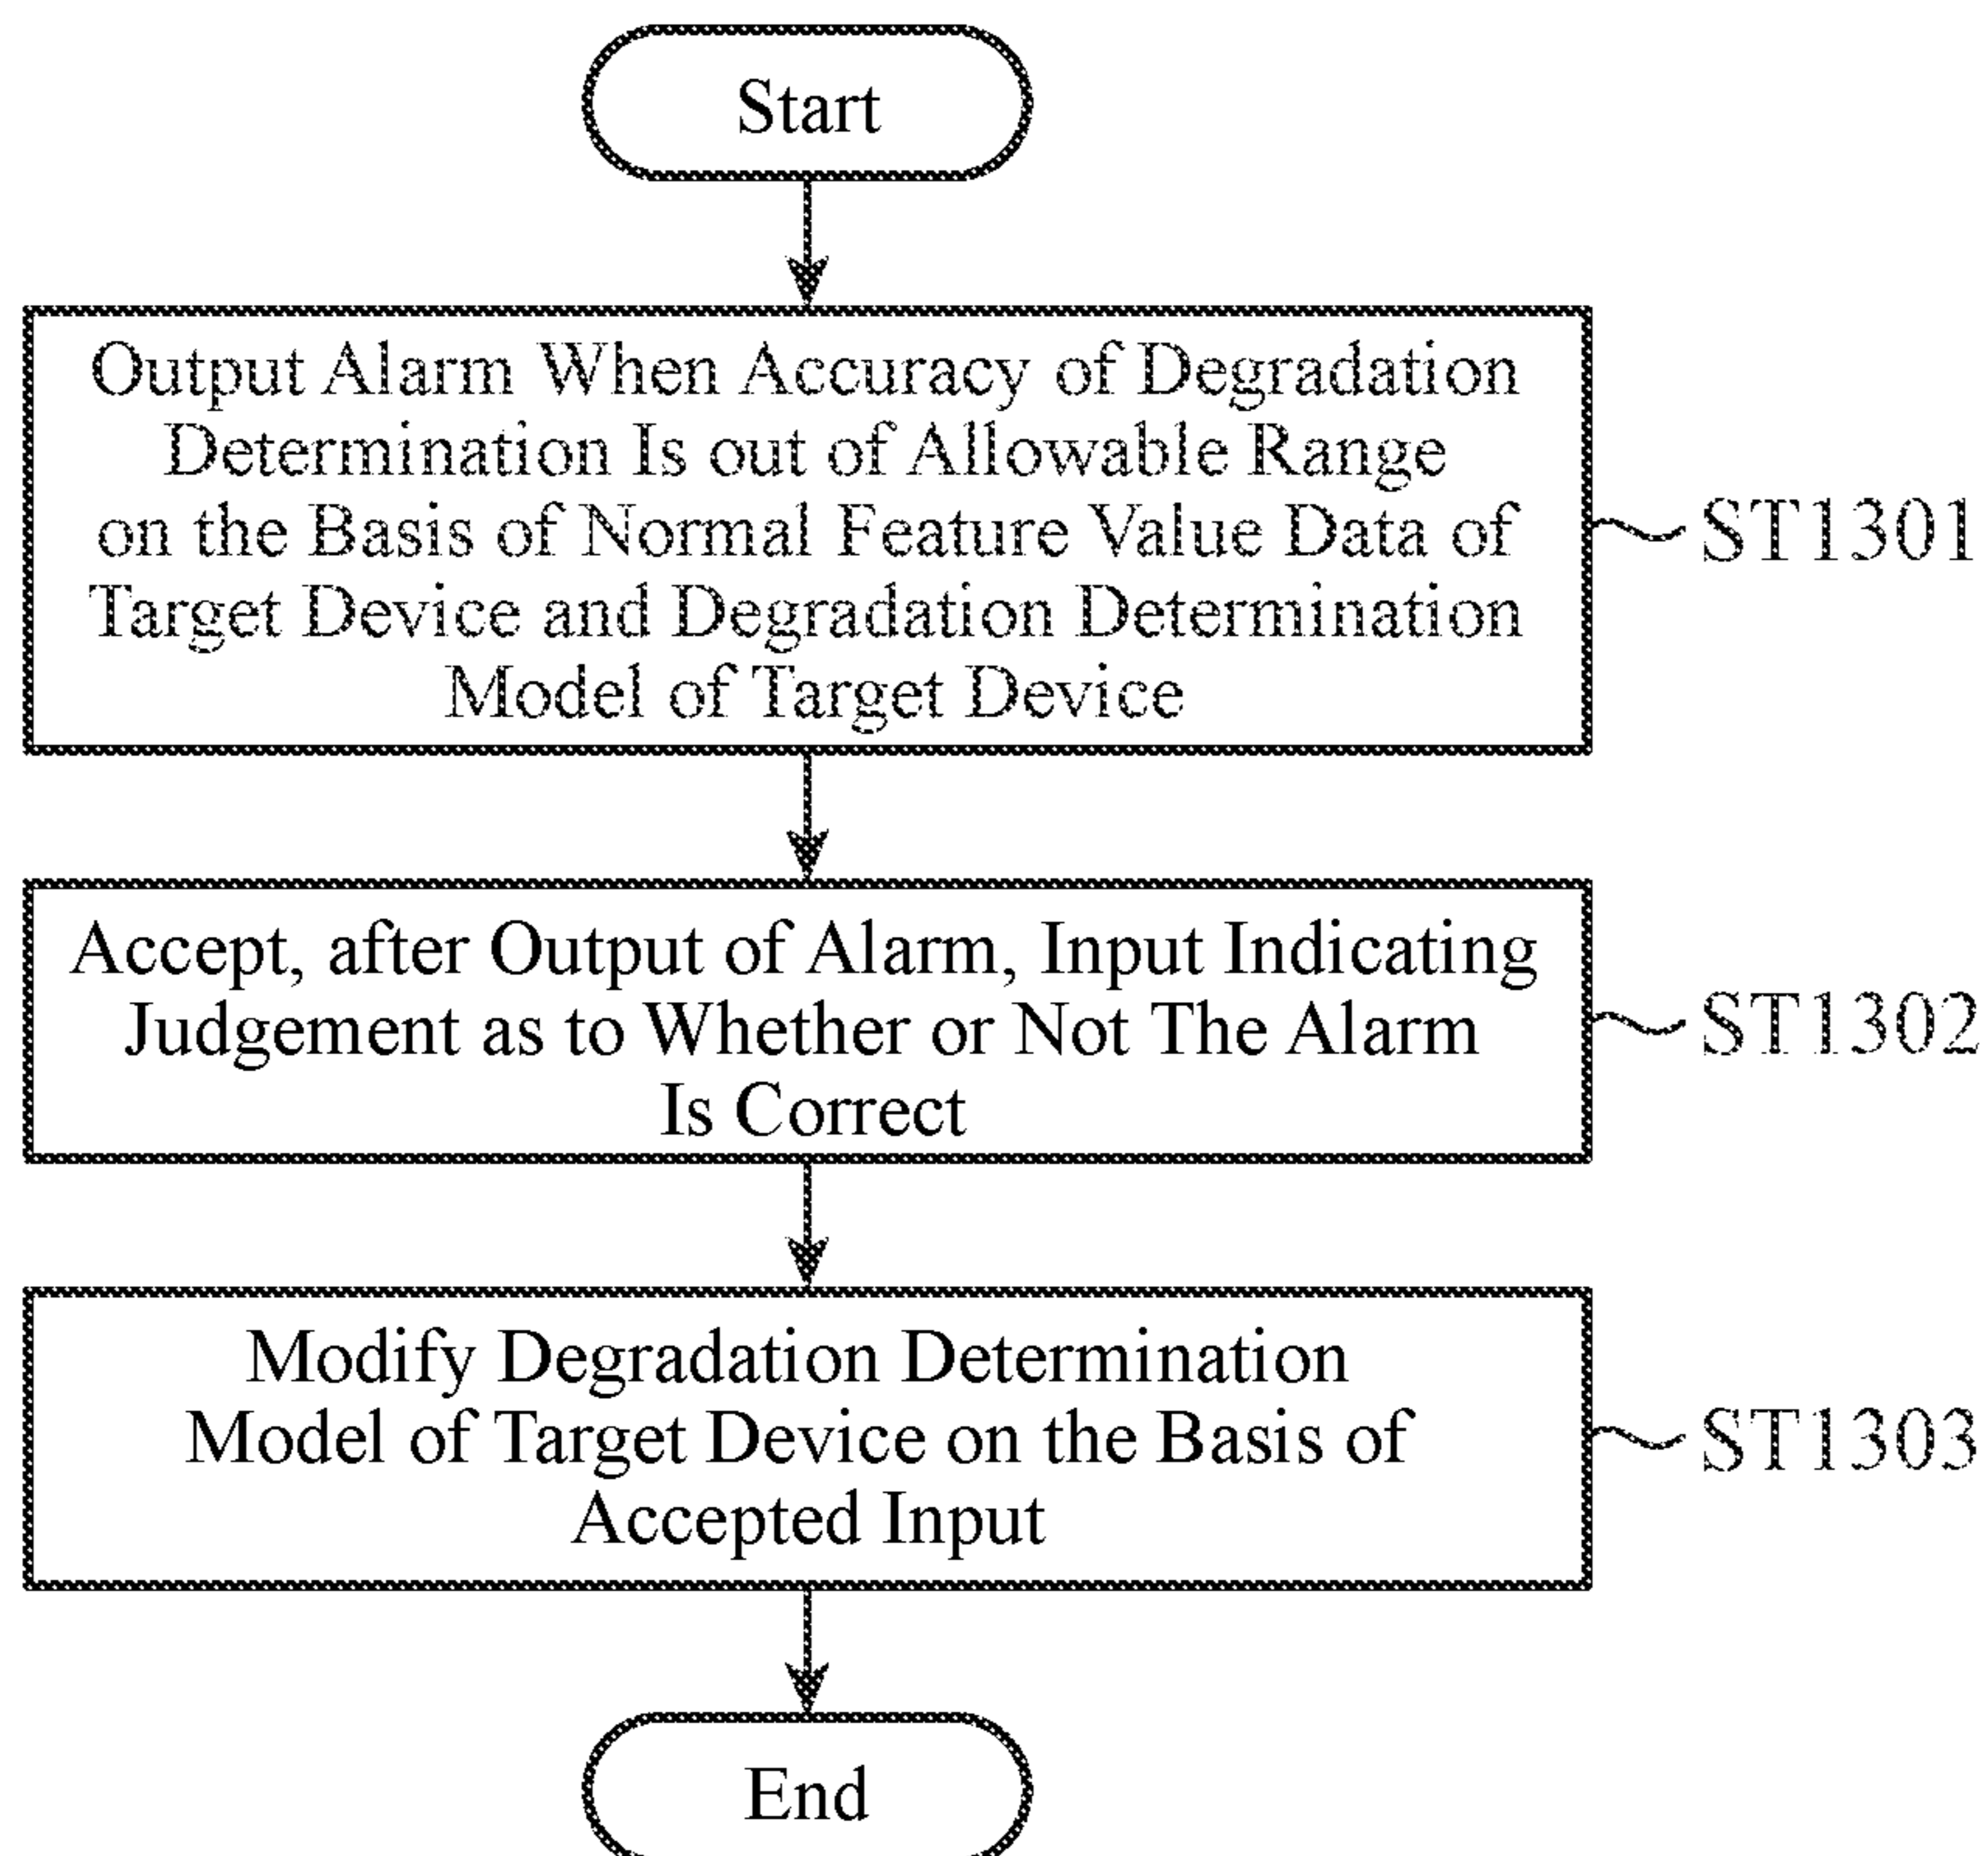 Start
Output Alarm When Accuracy of Degradation
Determination Is out of Allowable Range
on the Basis of Normal Feature Value Data of
Target Device and Degradation Determination
Model of Target Device
ST1301
Accept, after Output of Alarm, Input Indicating
Judgement as to Whether or Not The Alarm
Is Correct
ST1302
Modify Degradation Determination
Model of Target Device on the Basis of
Accepted Input
ST1303
End